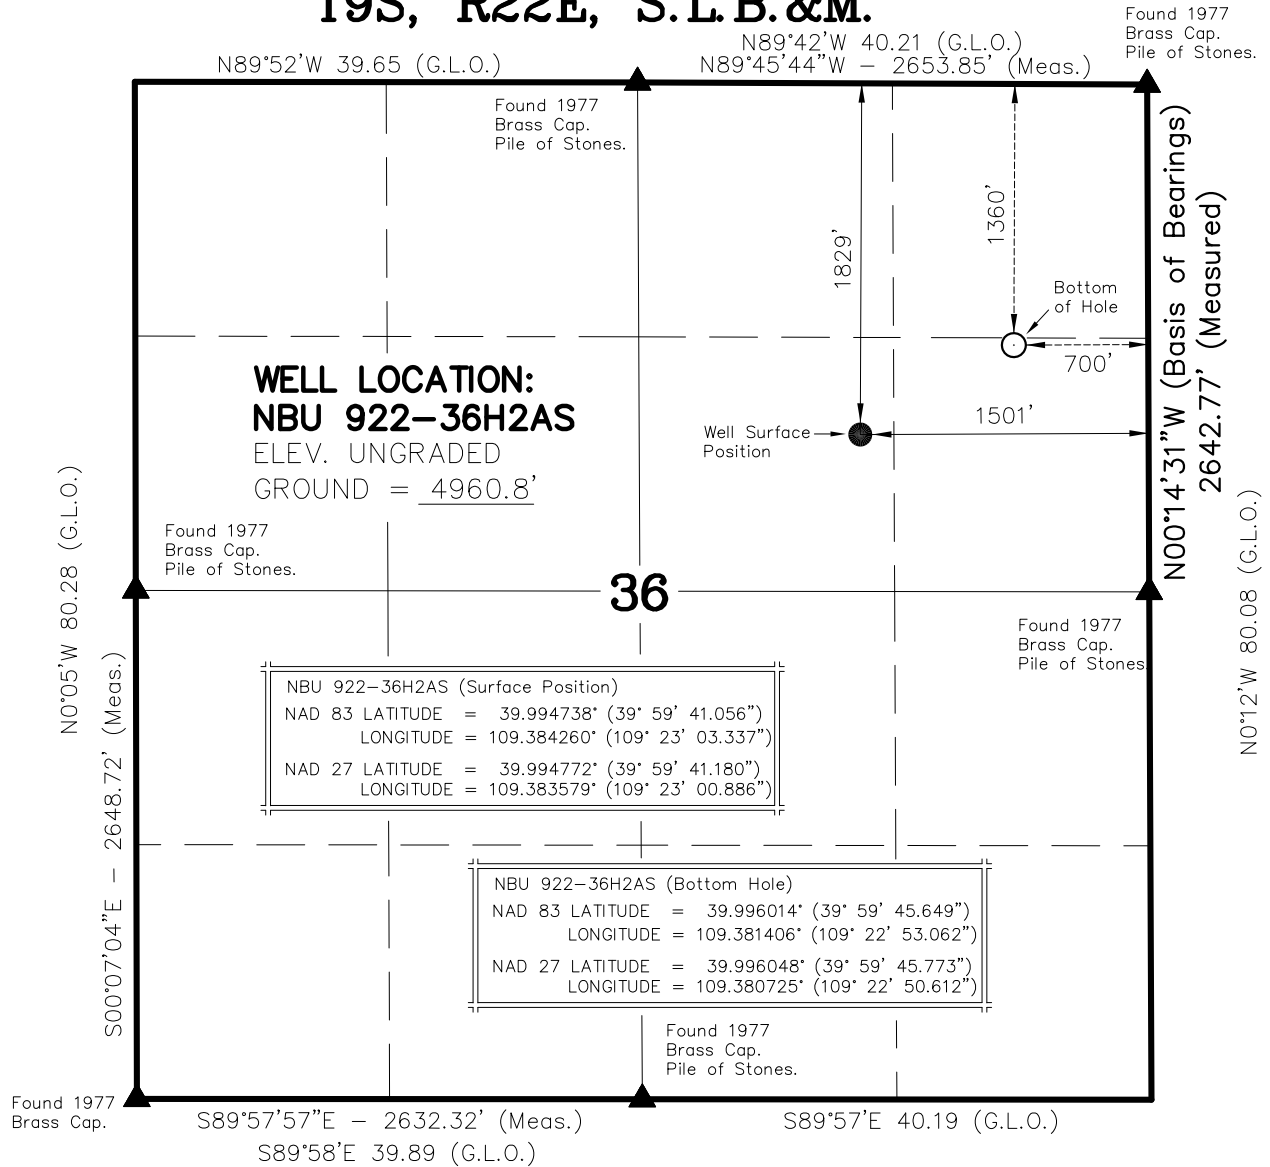 T9S, R22E, S.L.B.&M.
N89°52'W 39.65 (G.L.O.)
N89°42'W 40.21 (G.L.O.)
N89°45'44"W – 2653.85' (Meas.)
Found 1977
Brass Cap.
Pile of Stones.
Found 1977
Brass Cap.
Pile of Stones.
N00°14'31"W (Basis of Bearings)
2642.77' (Measured)
1829'
1360'
Bottom
of Hole
700'
1501'
Well Surface
Position
WELL LOCATION:
NBU 922–36H2AS
ELEV. UNGRADED
GROUND = 4960.8'
N0°05'W 80.28 (G.L.O.)
Found 1977
Brass Cap.
Pile of Stones.
36
Found 1977
Brass Cap.
Pile of Stones.
N0°12'W 80.08 (G.L.O.)
S00°07'04"E – 2648.72' (Meas.)
NBU 922–36H2AS (Surface Position)
NAD 83 LATITUDE = 39.994738° (39° 59' 41.056")
LONGITUDE = 109.384260° (109° 23' 03.337")
NAD 27 LATITUDE = 39.994772° (39° 59' 41.180")
LONGITUDE = 109.383579° (109° 23' 00.886")
NBU 922–36H2AS (Bottom Hole)
NAD 83 LATITUDE = 39.996014° (39° 59' 45.649")
LONGITUDE = 109.381406° (109° 22' 53.062")
NAD 27 LATITUDE = 39.996048° (39° 59' 45.773")
LONGITUDE = 109.380725° (109° 22' 50.612")
Found 1977
Brass Cap.
Pile of Stones.
Found 1977
Brass Cap.
S89°57'57"E – 2632.32' (Meas.)
S89°58'E 39.89 (G.L.O.)
S89°57'E 40.19 (G.L.O.)